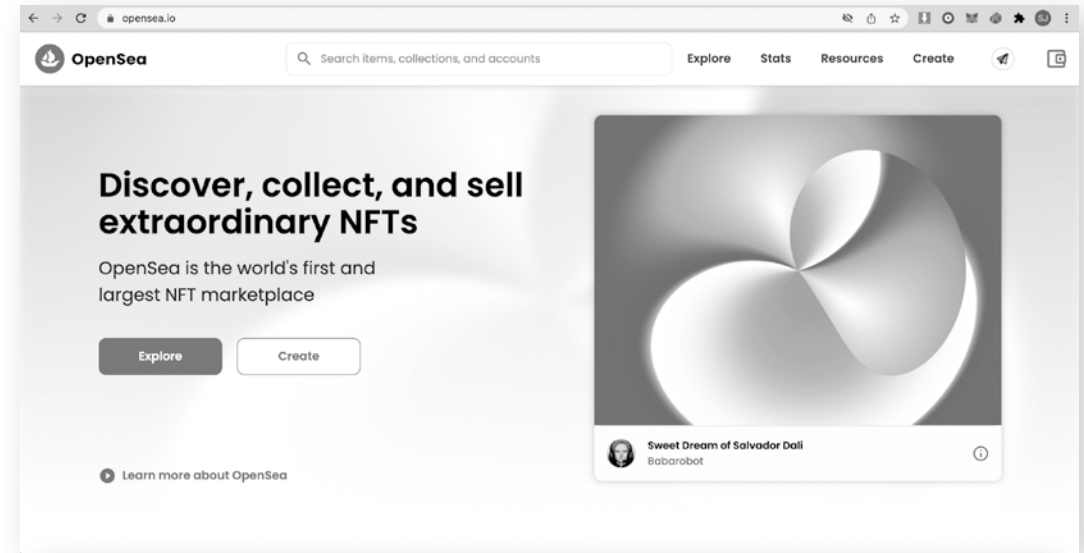 opensea.io
SJ
OpenSea
Search items, collections, and accounts
Explore
Stats
Resources
Create
Discover, collect, and sell
extraordinary NFTs
OpenSea is the world's first and
largest NFT marketplace
Explore
Create
Learn more about OpenSea
Sweet Dream of Salvador Dali
Babarobot